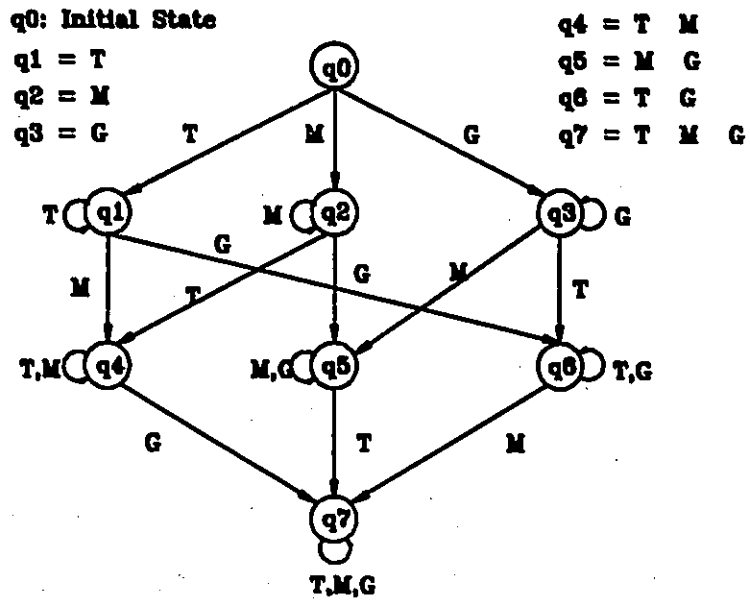 q0: Initial State
q1 = T
q2 = M
q3 = G
q4 = T M
q5 = M G
q6 = T G
q7 = T M G
q0
T
M
G
T
q1
M
q2
q3
G
G
M
T
G
M
T
T,M
q4
M,G
q5
q6
T,G
G
T
M
q7
T,M,G